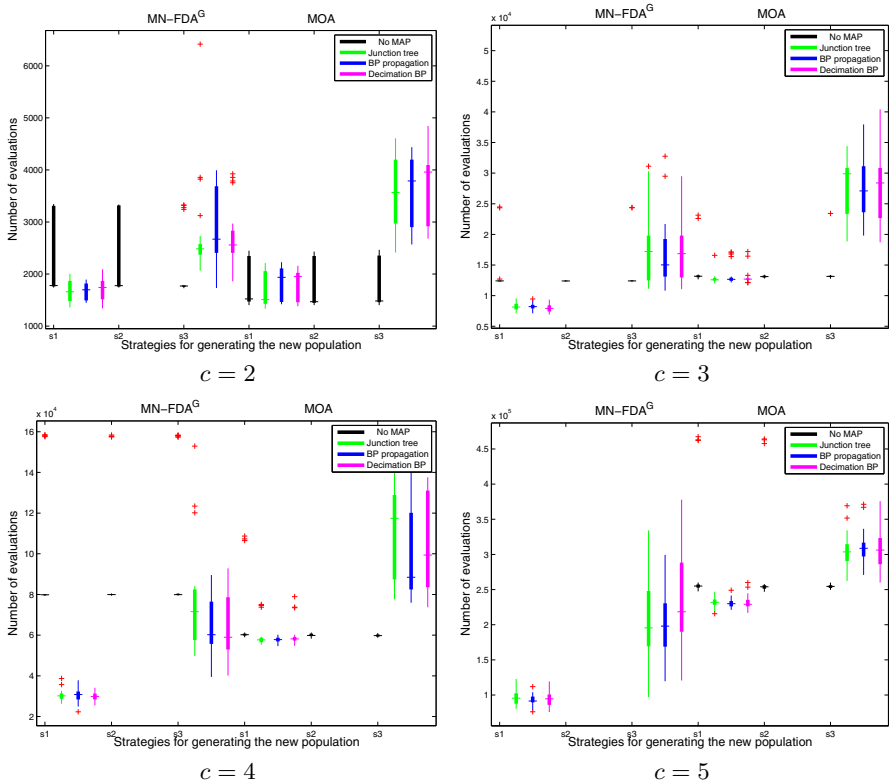 MN-FDA^G MOA
No MAP
Junction tree
BP propagation
Decimation BP
Number of evaluations
6000
5000
4000
3000
2000
1000
s1 s2 s3 s1 s2 s3
Strategies for generating the new population
c = 2
x 10^4
MN-FDA^G MOA
No MAP
Junction tree
BP propagation
Decimation BP
Number of evaluations
5
4.5
4
3.5
3
2.5
2
1.5
1
0.5
s1 s2 s3 s1 s2 s3
Strategies for generating the new population
c = 3
x 10^4
MN-FDA^G MOA
No MAP
Junction tree
BP propagation
Decimation BP
Number of evaluations
16
14
12
10
8
6
4
2
s1 s2 s3 s1 s2 s3
Strategies for generating the new population
c = 4
x 10^5
MN-FDA^G MOA
No MAP
Junction tree
BP propagation
Decimation BP
Number of evaluations
4.5
4
3.5
3
2.5
2
1.5
1
s1 s2 s3 s1 s2 s3
Strategies for generating the new population
c = 5